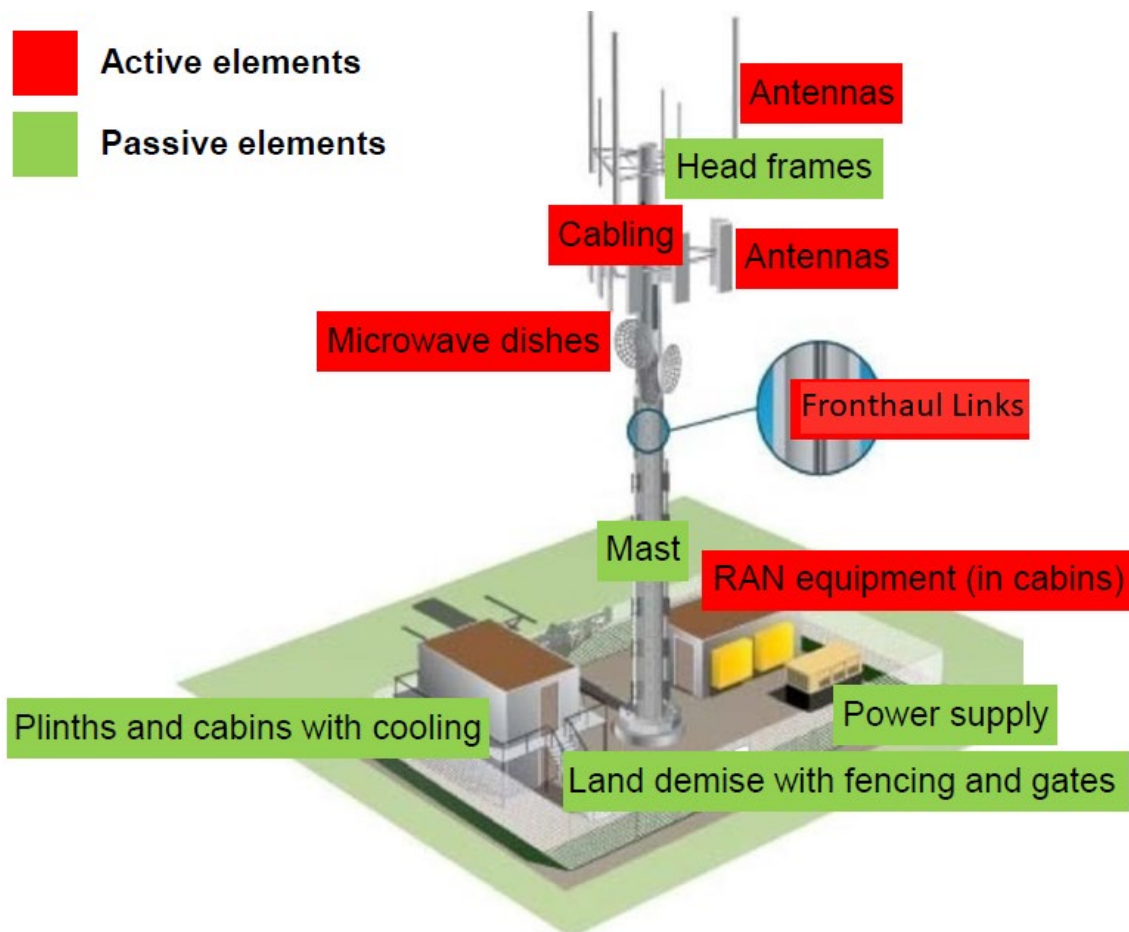 Active elements
Passive elements
Antennas
Head frames
Cabling
Antennas
Microwave dishes
Fronthaul Links
Mast
RAN equipment (in cabins)
Plinths and cabins with cooling
Power supply
Land demise with fencing and gates